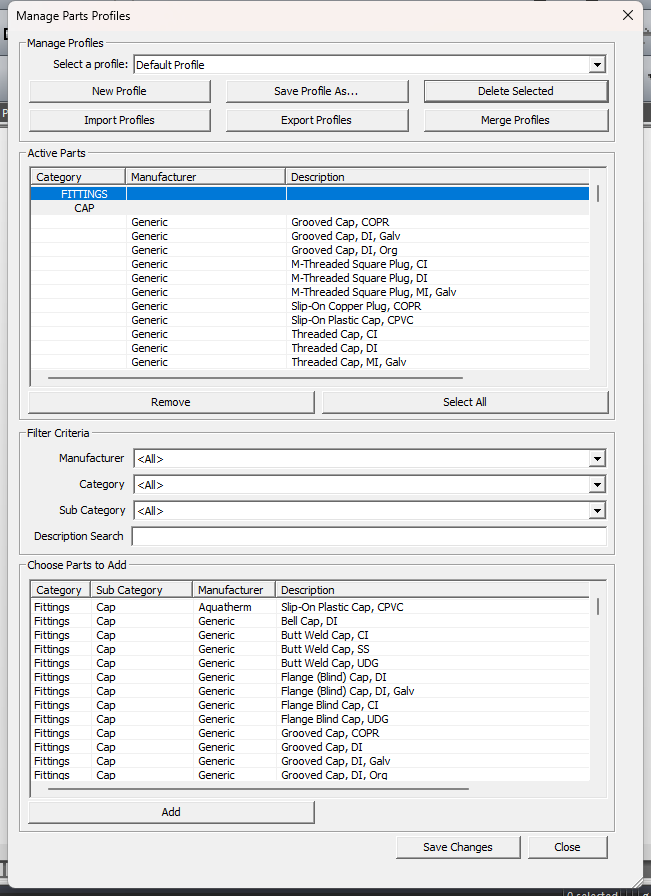 Manage Parts Profiles
Manage Profiles
Select a profile: Default Profile
New Profile Save Profile As... Delete Selected
Import Profiles Export Profiles Merge Profiles
Active Parts
Category Manufacturer Description
FITTINGS
CAP
Generic Grooved Cap, COPR
Generic Grooved Cap, DI, Galv
Generic Grooved Cap, DI, Org
Generic M-Threaded Square Plug, CI
Generic M-Threaded Square Plug, DI
Generic M-Threaded Square Plug, MI, Galv
Generic Slip-On Copper Plug, COPR
Generic Slip-On Plastic Cap, CPVC
Generic Threaded Cap, CI
Generic Threaded Cap, DI
Generic Threaded Cap, MI, Galv
Remove Select All
Filter Criteria
Manufacturer <All>
Category <All>
Sub Category <All>
Description Search
Choose Parts to Add
Category Sub Category Manufacturer Description
Fittings Cap Aquatherm Slip-On Plastic Cap, CPVC
Fittings Cap Generic Bell Cap, DI
Fittings Cap Generic Butt Weld Cap, CI
Fittings Cap Generic Butt Weld Cap, SS
Fittings Cap Generic Butt Weld Cap, UDG
Fittings Cap Generic Flange (Blind) Cap, DI
Fittings Cap Generic Flange (Blind) Cap, DI, Galv
Fittings Cap Generic Flange Blind Cap, CI
Fittings Cap Generic Flange Blind Cap, UDG
Fittings Cap Generic Grooved Cap, COPR
Fittings Cap Generic Grooved Cap, DI
Fittings Cap Generic Grooved Cap, DI, Galv
Fittings Cap Generic Grooved Cap, DI, Org
Add
Save Changes Close
0 selected